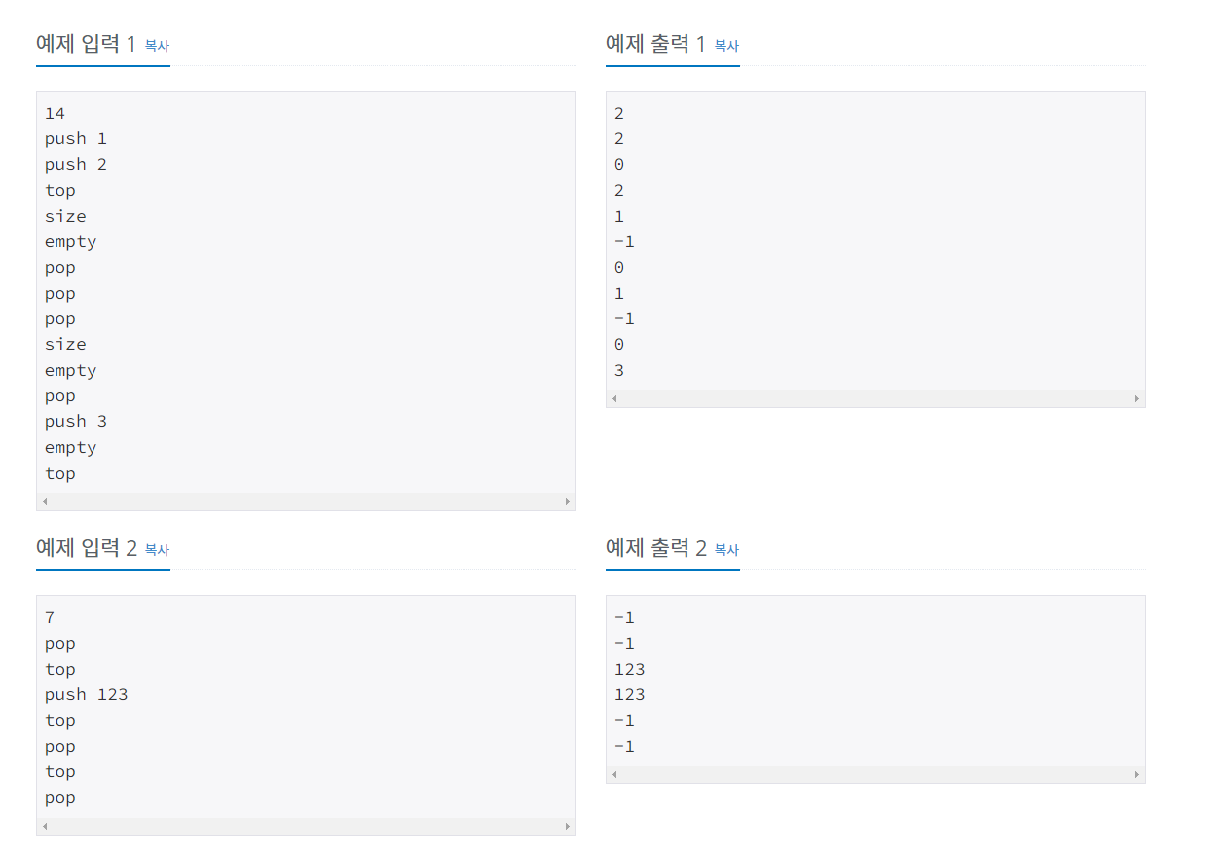 예제 입력 1 복사
14
push 1
push 2
top
size
empty
pop
pop
pop
size
empty
pop
push 3
empty
top
예제 출력 1 복사
2
2
0
2
1
-1
0
1
-1
0
3
예제 입력 2 복사
7
pop
top
push 123
top
pop
top
pop
예제 출력 2 복사
-1
-1
123
123
-1
-1